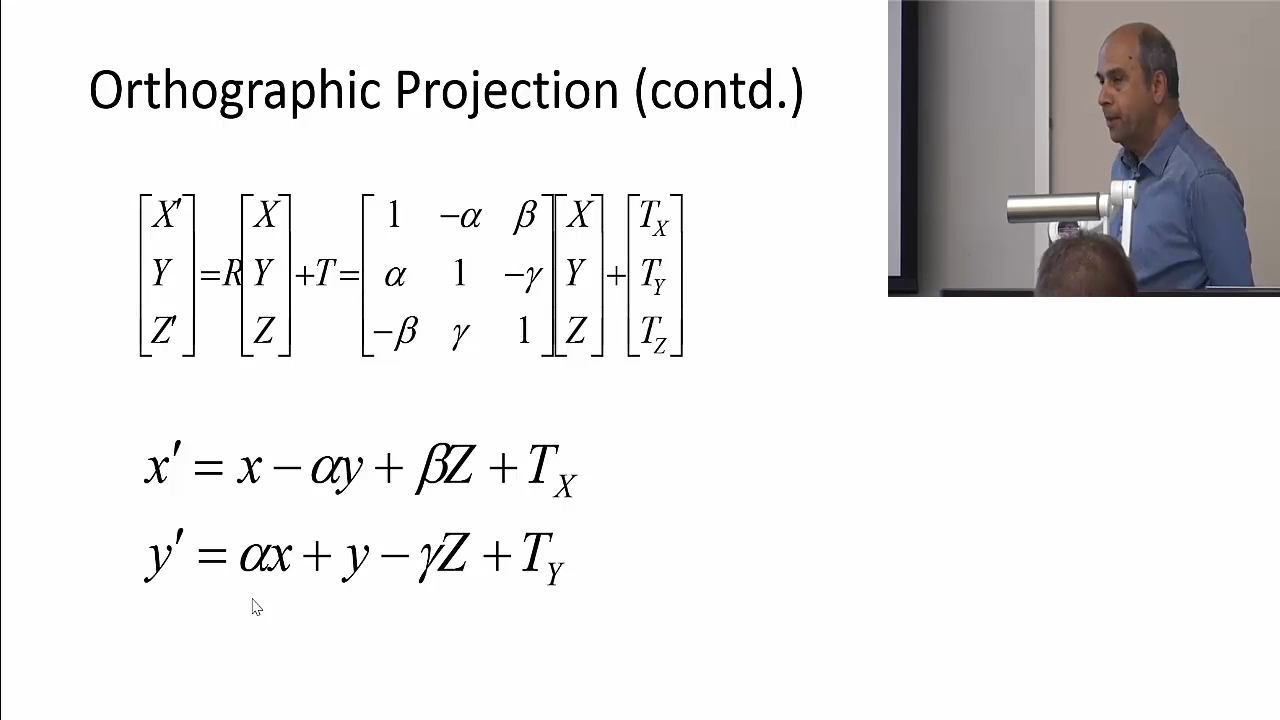 Orthographic Projection (contd.)
[X′ Y Z′] = R [X Y Z] + T = [1 −α β; α 1 −γ; −β γ 1] [X Y Z] + [T_X T_Y T_Z]
x′ = x − αy + βZ + T_X
y′ = αx + y − γZ + T_Y